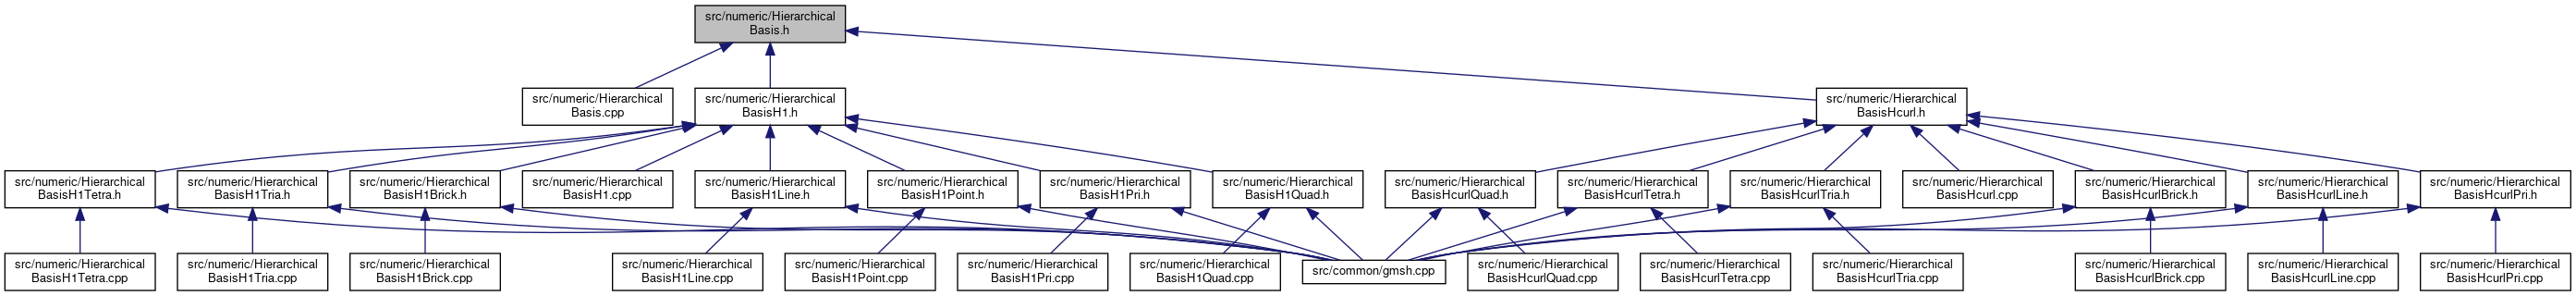 src/numeric/Hierarchical
Basis.h
src/numeric/Hierarchical
Basis.cpp
src/numeric/Hierarchical
BasisH1.h
src/numeric/Hierarchical
BasisHcurl.h
src/numeric/Hierarchical
BasisH1Tetra.h
src/numeric/Hierarchical
BasisH1Tria.h
src/numeric/Hierarchical
BasisH1Brick.h
src/numeric/Hierarchical
BasisH1.cpp
src/numeric/Hierarchical
BasisH1Line.h
src/numeric/Hierarchical
BasisH1Point.h
src/numeric/Hierarchical
BasisH1Pri.h
src/numeric/Hierarchical
BasisH1Quad.h
src/numeric/Hierarchical
BasisHcurlQuad.h
src/numeric/Hierarchical
BasisHcurlTetra.h
src/numeric/Hierarchical
BasisHcurlTria.h
src/numeric/Hierarchical
BasisHcurl.cpp
src/numeric/Hierarchical
BasisHcurlBrick.h
src/numeric/Hierarchical
BasisHcurlLine.h
src/numeric/Hierarchical
BasisHcurlPri.h
src/numeric/Hierarchical
BasisH1Tetra.cpp
src/numeric/Hierarchical
BasisH1Tria.cpp
src/numeric/Hierarchical
BasisH1Brick.cpp
src/numeric/Hierarchical
BasisH1Line.cpp
src/numeric/Hierarchical
BasisH1Point.cpp
src/numeric/Hierarchical
BasisH1Pri.cpp
src/numeric/Hierarchical
BasisH1Quad.cpp
src/common/gmsh.cpp
src/numeric/Hierarchical
BasisHcurlQuad.cpp
src/numeric/Hierarchical
BasisHcurlTetra.cpp
src/numeric/Hierarchical
BasisHcurlTria.cpp
src/numeric/Hierarchical
BasisHcurlBrick.cpp
src/numeric/Hierarchical
BasisHcurlLine.cpp
src/numeric/Hierarchical
BasisHcurlPri.cpp